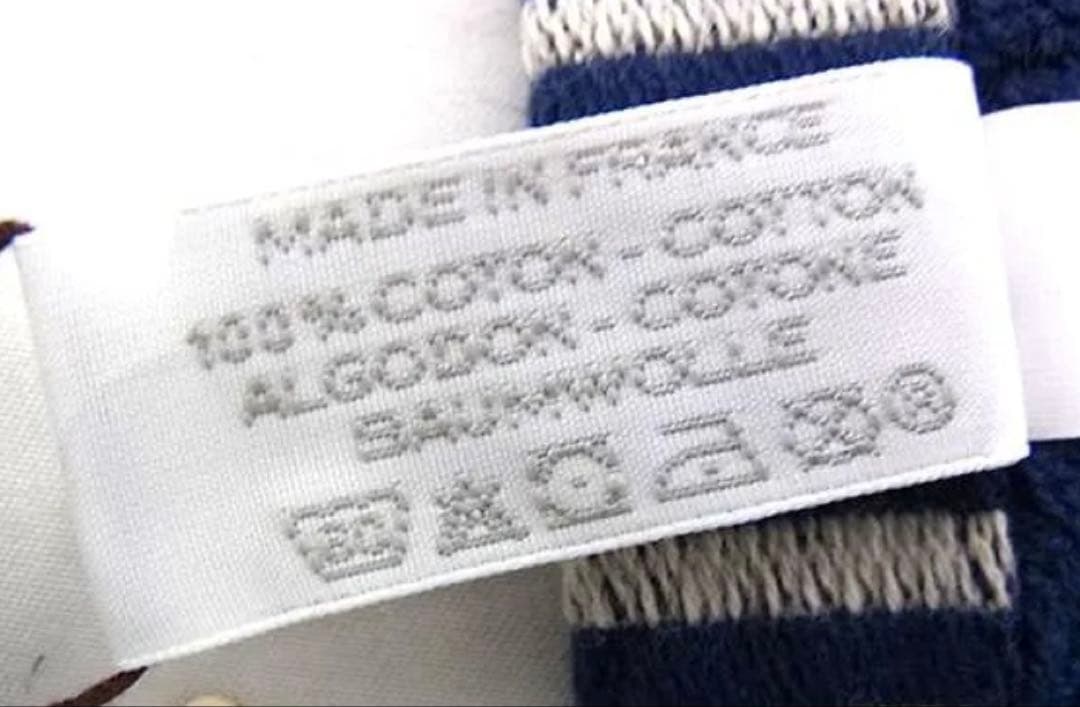 MADE IN FRANCE
100% COTON - COTTON
ALGODON - COTONE
BAUMWOLLE